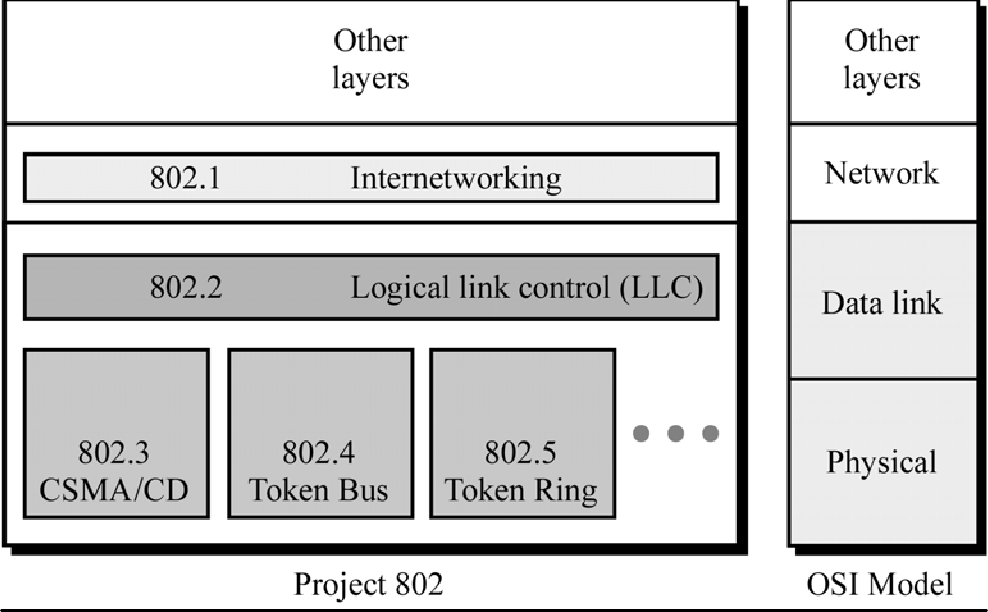 Other
layers
802.1 Internetworking
802.2 Logical link control (LLC)
802.3
CSMA/CD
802.4
Token Bus
802.5
Token Ring
Project 802
Other
layers
Network
Data link
Physical
OSI Model